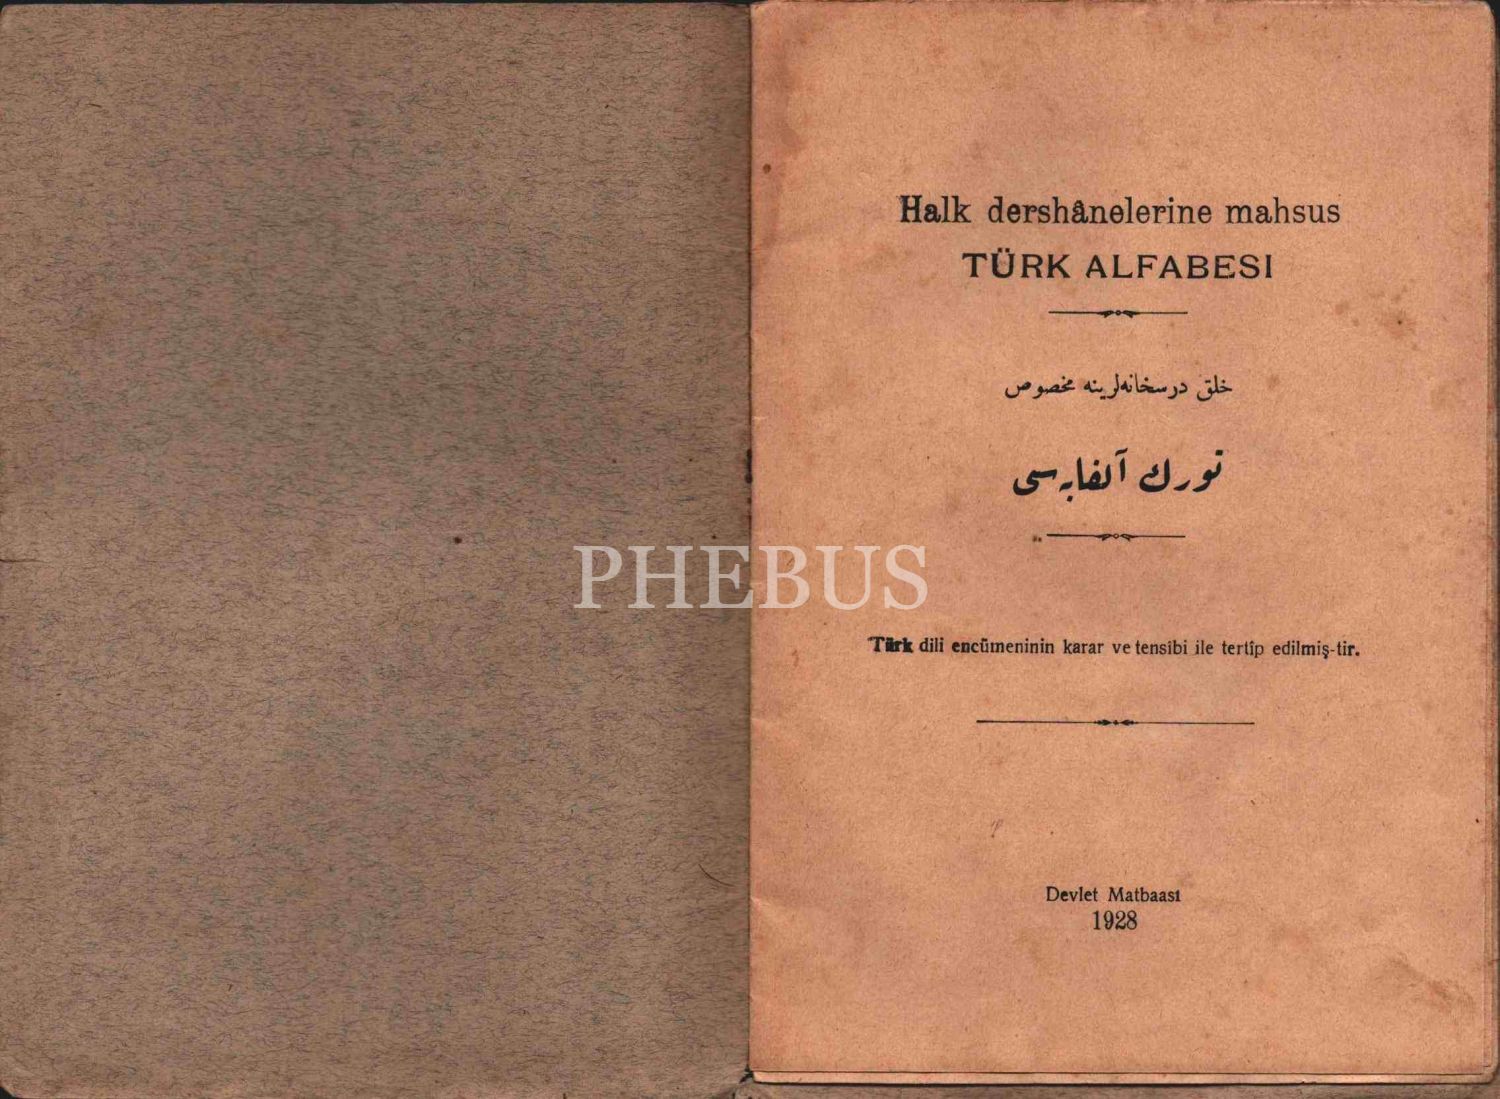 Halk dershânelerine mahsus
TÜRK ALFABESI
خلق درسخانه‌لرینه مخصوص
تورك آلفابه‌سی
PHEBUS
Türk dili encümeninin karar ve tensibi ile tertîp edilmiş-tir.
Devlet Matbaası
1928